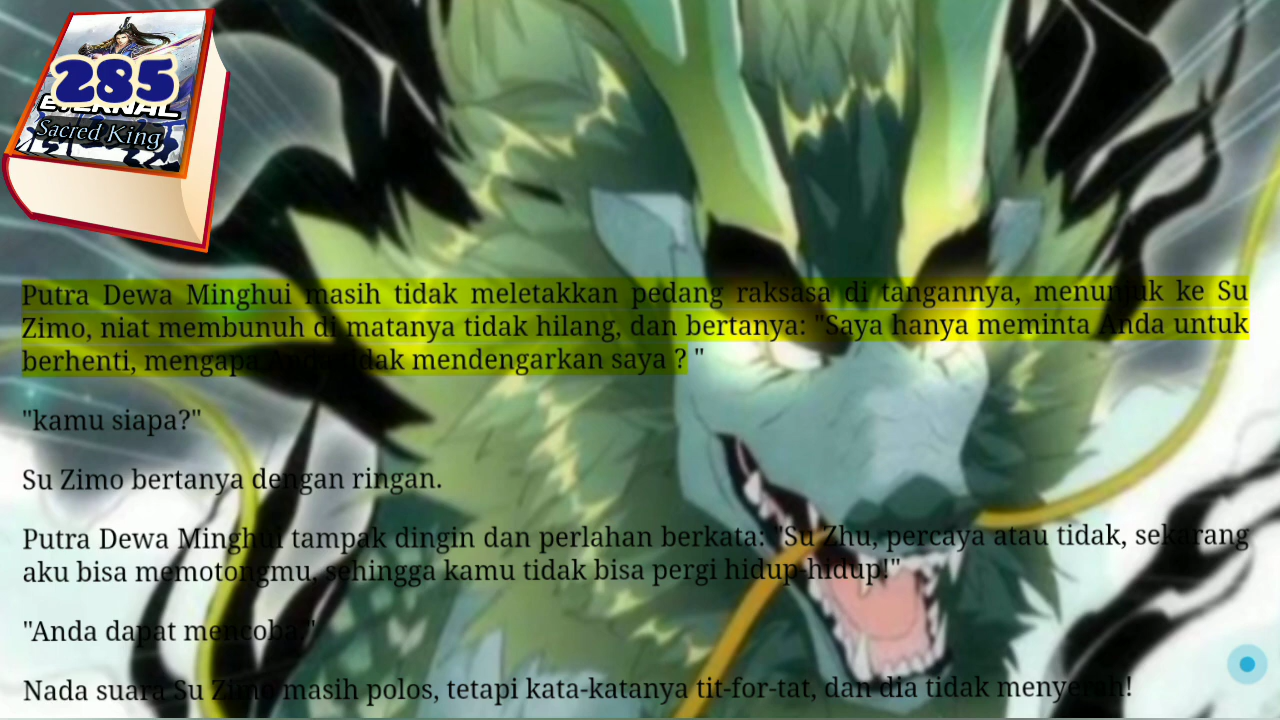 285
ETERNAL
Sacred King
Putra Dewa Minghui masih tidak meletakkan pedang raksasa di tangannya, menunjuk ke Su
Zimo, niat membunuh di matanya tidak hilang, dan bertanya: "Saya hanya meminta Anda untuk
berhenti, mengapa Anda tidak mendengarkan saya ? "
"kamu siapa?"
Su Zimo bertanya dengan ringan.
Putra Dewa Minghui tampak dingin dan perlahan berkata: "Su Zhu, percaya atau tidak, sekarang
aku bisa memotongmu, sehingga kamu tidak bisa pergi hidup-hidup!"
"Anda dapat mencoba."
Nada suara Su Zimo masih polos, tetapi kata-katanya tit-for-tat, dan dia tidak menyerah!